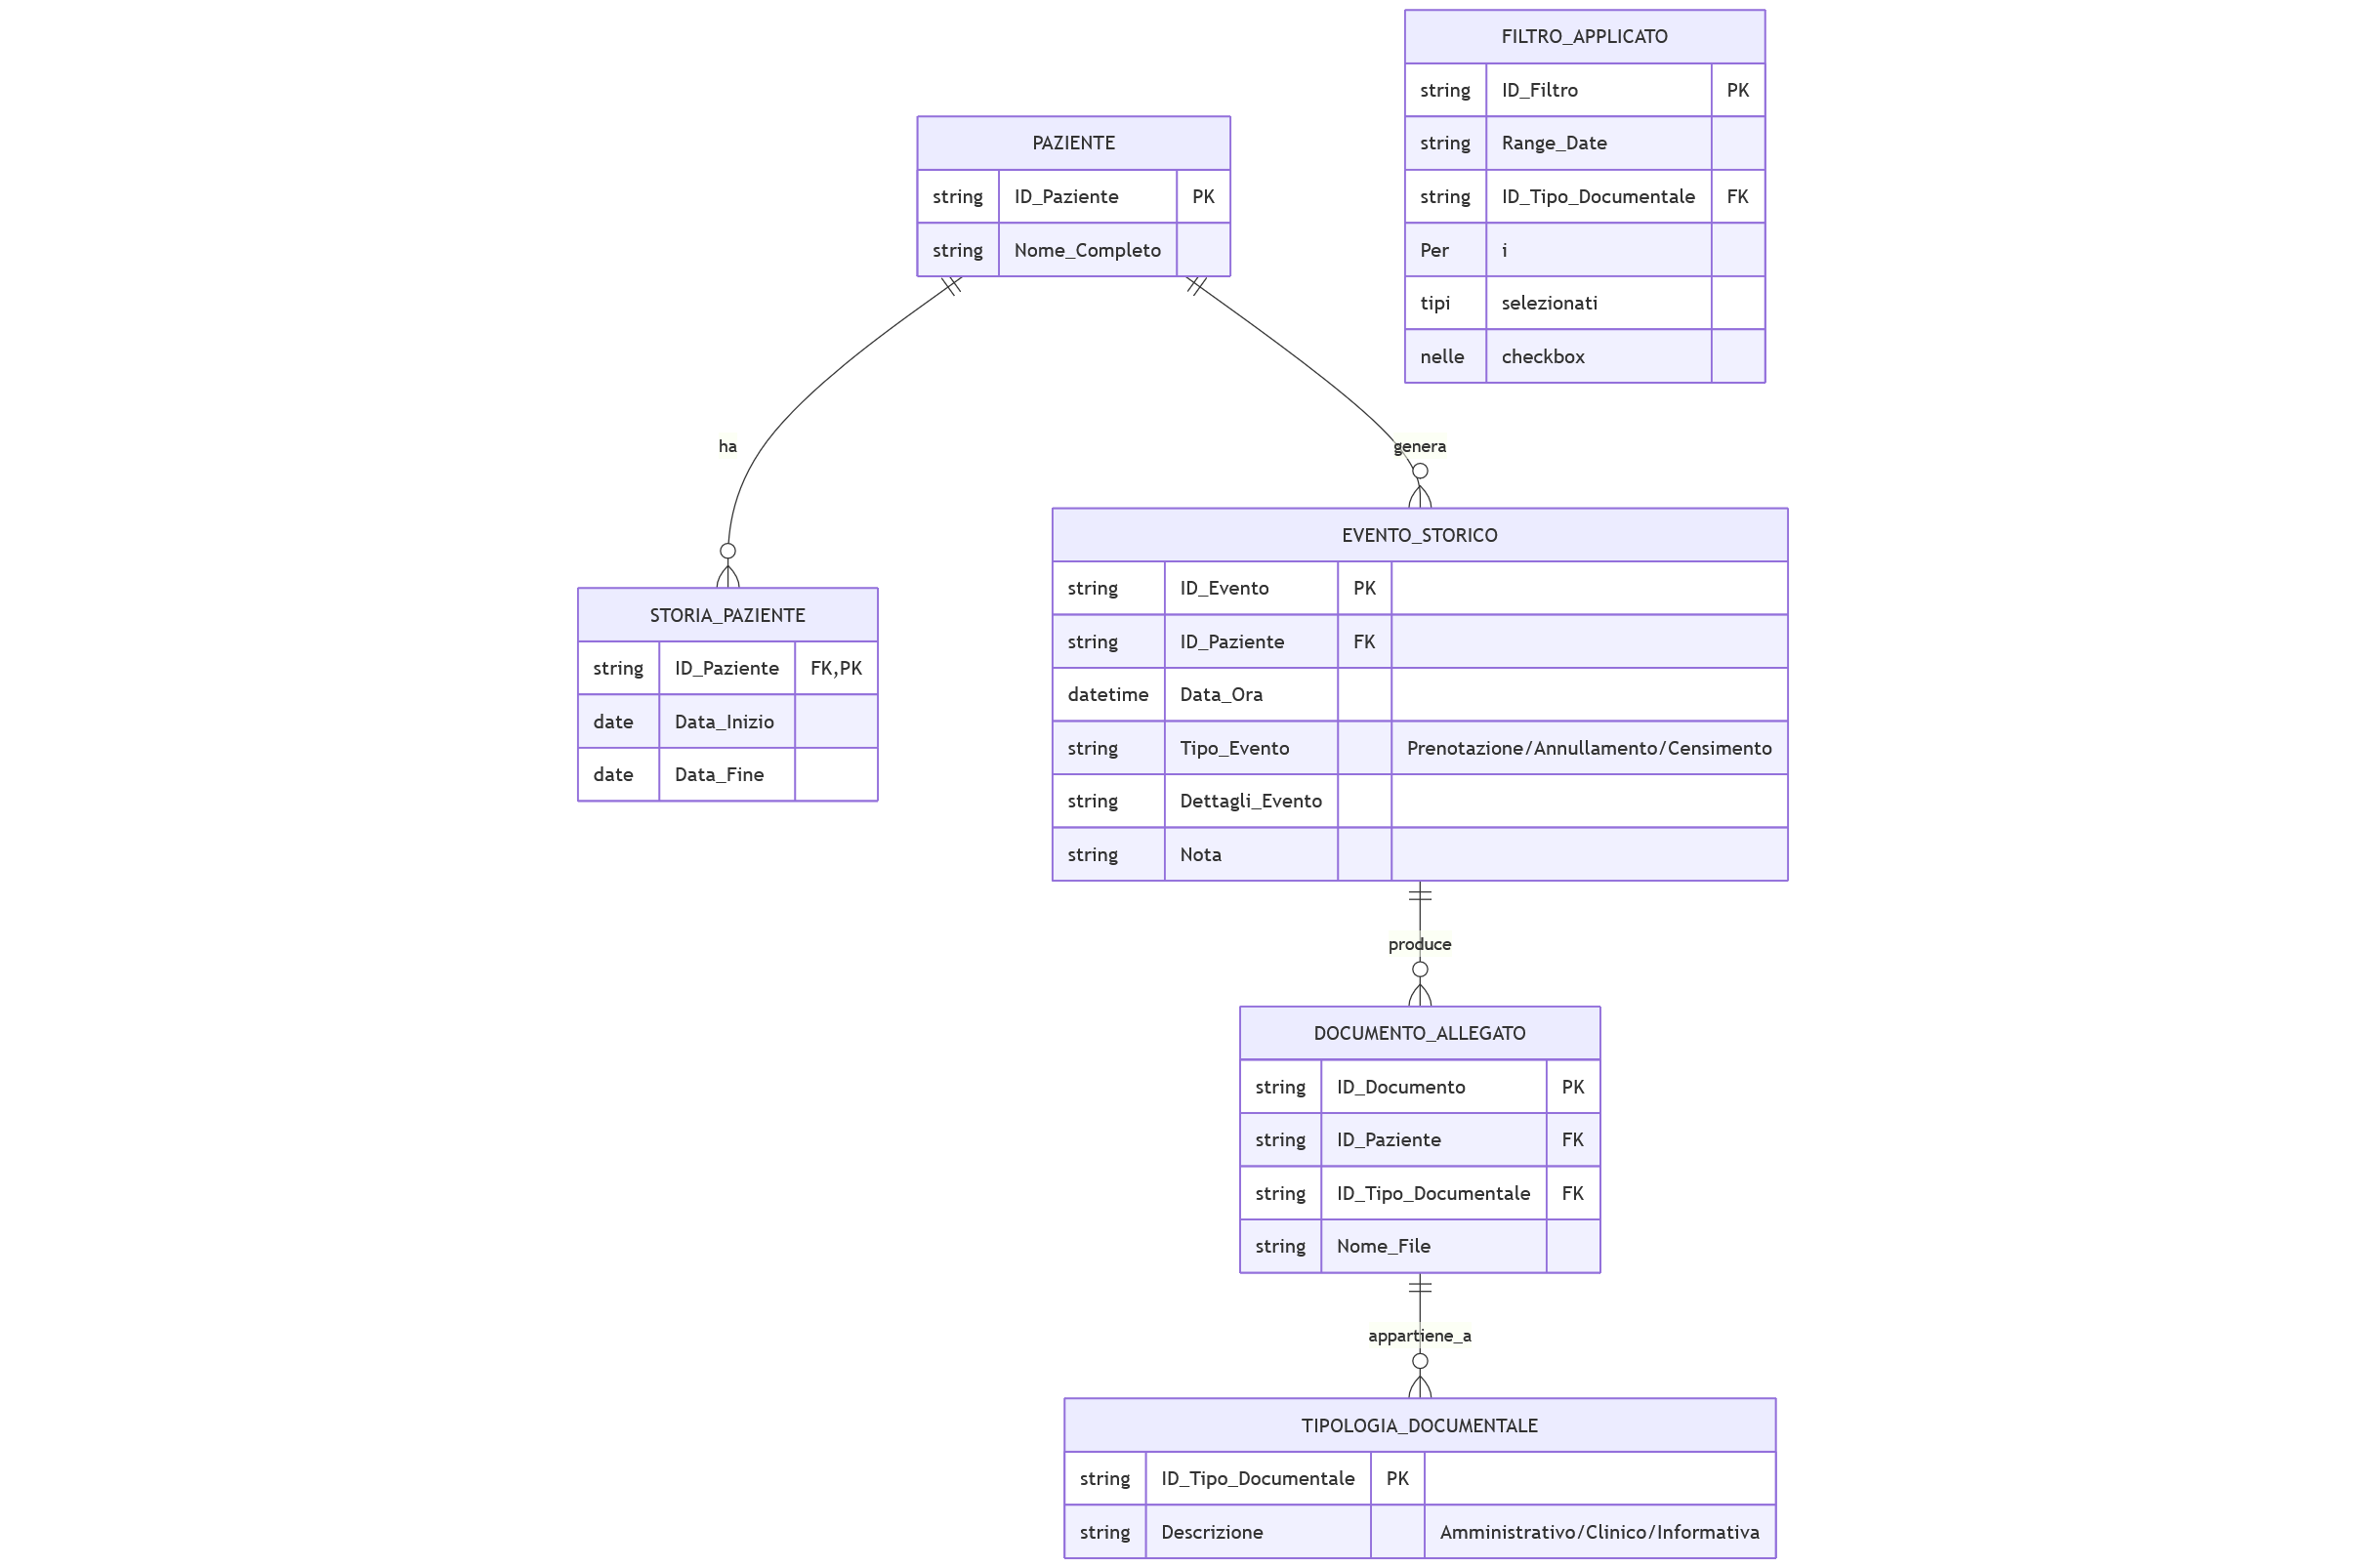 FILTRO_APPLICATO
string ID_Filtro PK
string Range_Date
string ID_Tipo_Documentale FK
Per i
tipi selezionati
nelle checkbox
PAZIENTE
string ID_Paziente PK
string Nome_Completo
ha
genera
STORIA_PAZIENTE
string ID_Paziente FK,PK
date Data_Inizio
date Data_Fine
EVENTO_STORICO
string ID_Evento PK
string ID_Paziente FK
datetime Data_Ora
string Tipo_Evento Prenotazione/Annullamento/Censimento
string Dettagli_Evento
string Nota
produce
DOCUMENTO_ALLEGATO
string ID_Documento PK
string ID_Paziente FK
string ID_Tipo_Documentale FK
string Nome_File
appartiene_a
TIPOLOGIA_DOCUMENTALE
string ID_Tipo_Documentale PK
string Descrizione Amministrativo/Clinico/Informativa